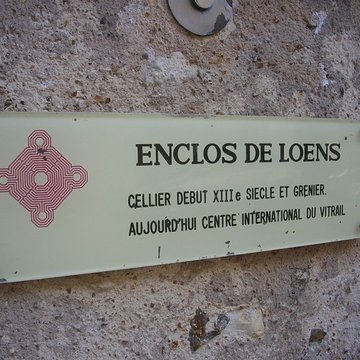 ENCLOS DE LOENS
CELLIER DEBUT XIIIe SIECLE ET GRENIER.
AUJOURD'HUI CENTRE INTERNATIONAL DU VITRAIL